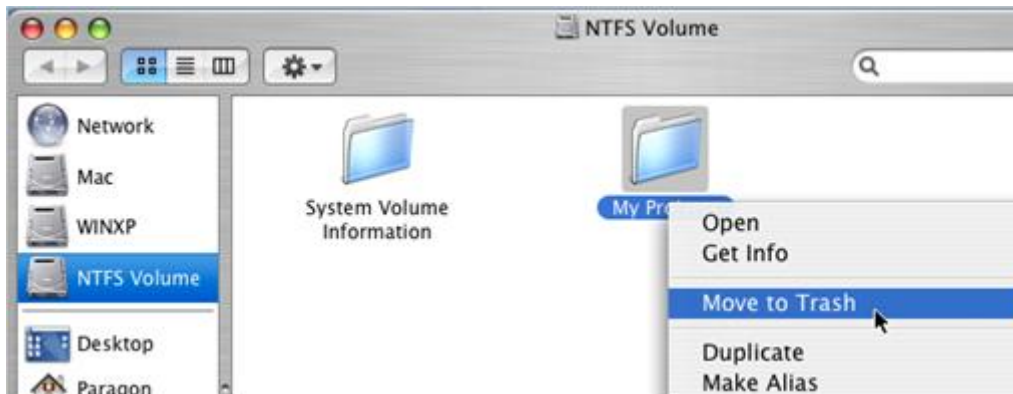 NTFS Volume
Network
Mac
WINXP
NTFS Volume
Desktop
Paragon
System Volume
Information
My
Open
Get Info
Move to Trash
Duplicate
Make Alias